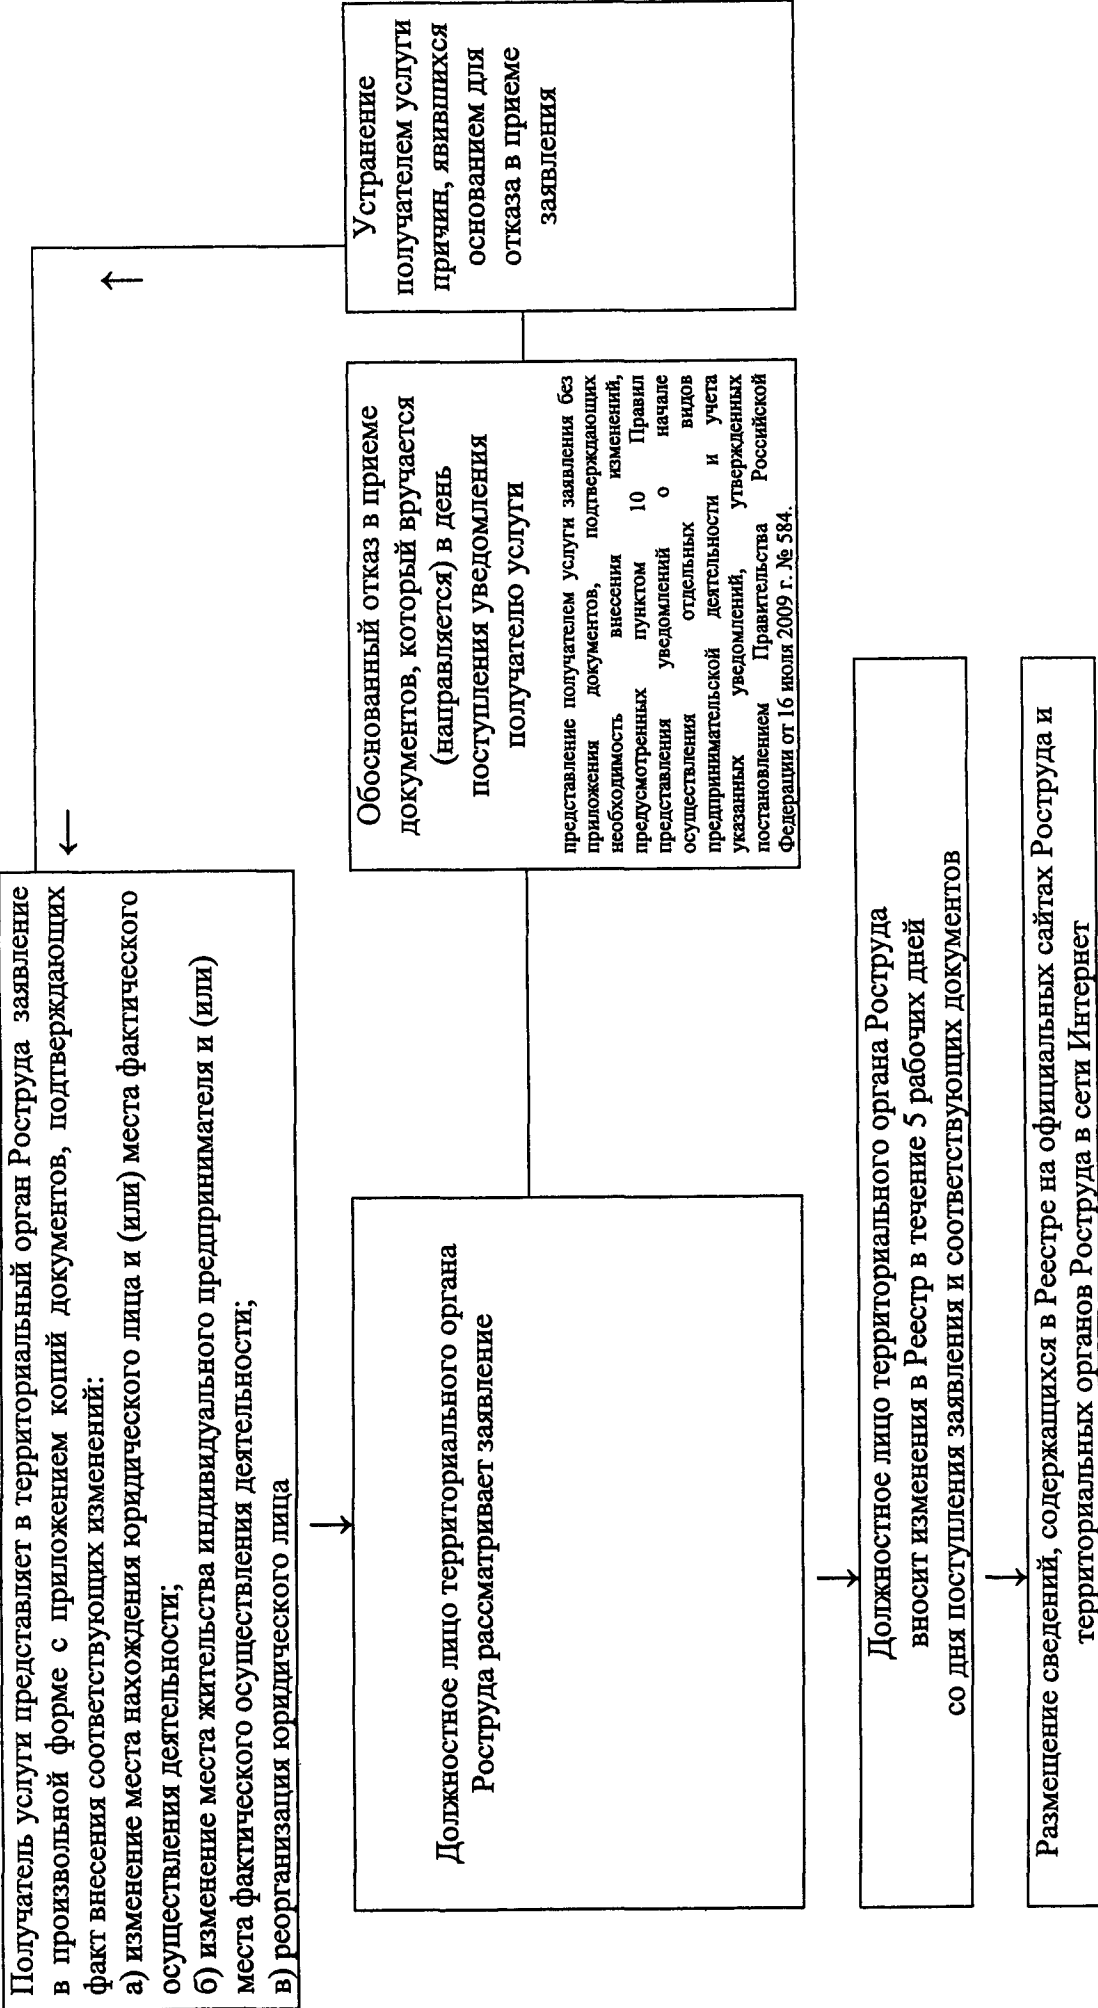 Получатель услуги представляет в территориальный орган Роструда заявление
в произвольной форме с приложением копий документов, подтверждающих
факт внесения соответствующих изменений:
а) изменение места нахождения юридического лица и (или) места фактического
осуществления деятельности;
б) изменение места жительства индивидуального предпринимателя и (или)
места фактического осуществления деятельности;
в) реорганизация юридического лица
Должностное лицо территориального органа
Роструда рассматривает заявление
Обоснованный отказ в приеме
документов, который вручается
(направляется) в день
поступления уведомления
получателю услуги
представление получателем услуги заявления без
приложения документов, подтверждающих
необходимость внесения изменений,
предусмотренных пунктом 10 Правил
представления уведомлений о начале
осуществления отдельных видов
предпринимательской деятельности и учета
указанных уведомлений, утвержденных
постановлением Правительства Российской
Федерации от 16 июля 2009 г. № 584.
Устранение
получателем услуги
причин, явившихся
основанием для
отказа в приеме
заявления
Должностное лицо территориального органа Роструда
вносит изменения в Реестр в течение 5 рабочих дней
со дня поступления заявления и соответствующих документов
Размещение сведений, содержащихся в Реестре на официальных сайтах Роструда и
территориальных органов Роструда в сети Интернет